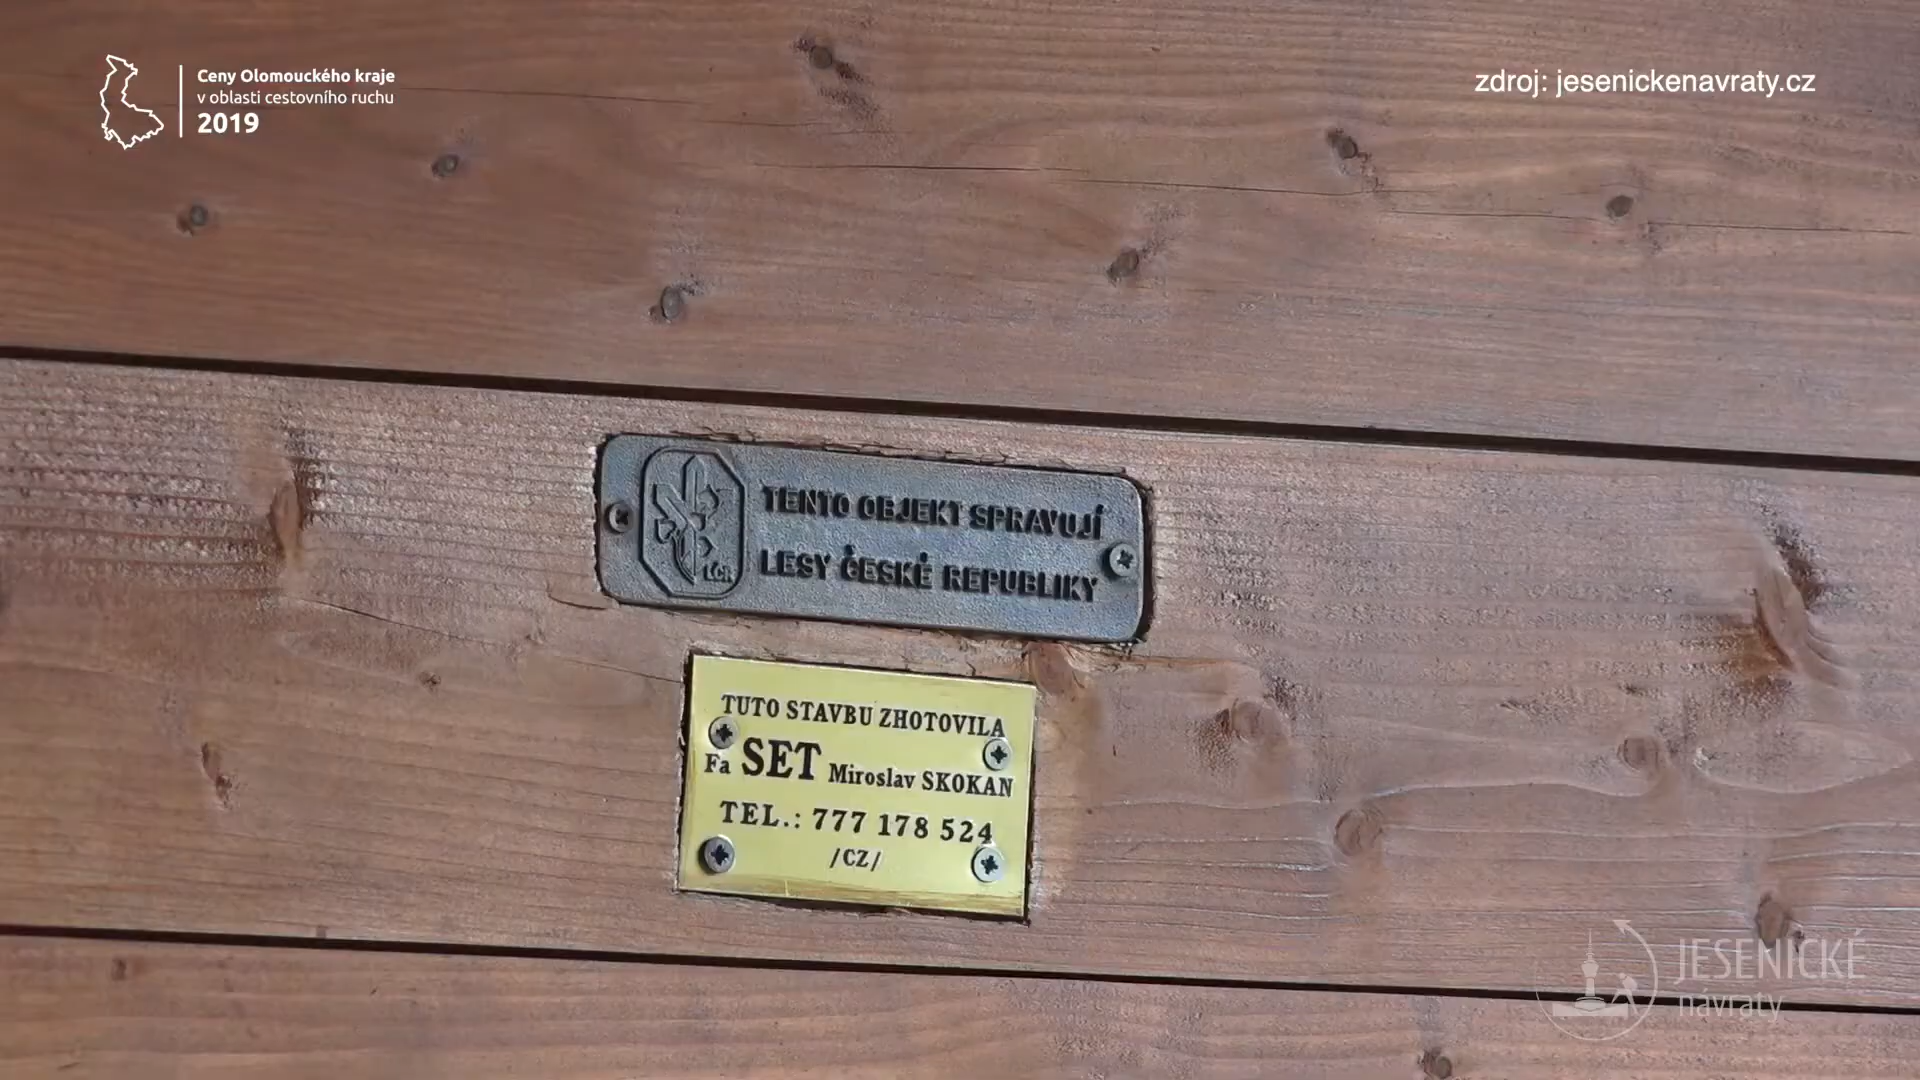 Ceny Olomouckého kraje
v oblasti cestovního ruchu
2019
zdroj: jesenickenavraty.cz
TENTO OBJEKT SPRAVUJÍ
LESY ČESKÉ REPUBLIKY
LČR
TUTO STAVBU ZHOTOVILA
Fa SET Miroslav SKOKAN
TEL.: 777 178 524
/CZ/
JESENICKÉ
návraty